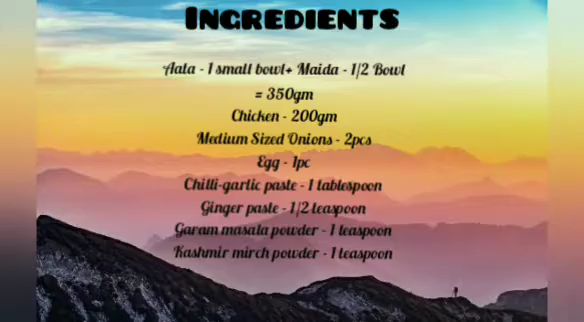 INGREDIENTS
Aata - 1 small bowl+ Maida - 1/2 Bowl
= 350gm
Chicken - 200gm
Medium Sized Onions - 2pcs
Egg - 1pc
Chilli-garlic paste - 1 tablespoon
Ginger paste - 1/2 teaspoon
Garam masala powder - 1 teaspoon
Kashmir mirch powder - 1 teaspoon